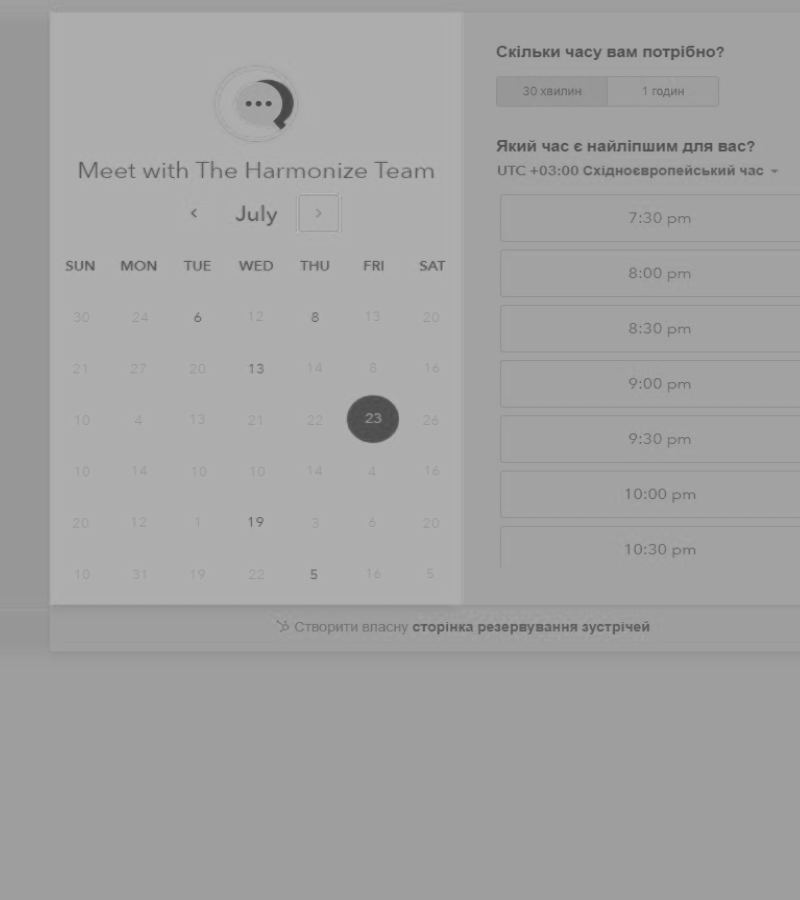 Meet with The Harmonize Team
July
SUN MON TUE WED THU FRI SAT
30 24 6 12 8 13 20
21 27 20 13 14 8 16
10 4 13 21 22 23 26
10 14 10 10 14 4 16
20 12 1 19 3 6 20
10 31 19 22 5 16 5
Скільки часу вам потрібно?
30 хвилин 1 годин
Який час є найліпшим для вас?
UTC +03:00 Східноєвропейський час
7:30 pm
8:00 pm
8:30 pm
9:00 pm
9:30 pm
10:00 pm
10:30 pm
Створити власну сторінка резервування зустрічей